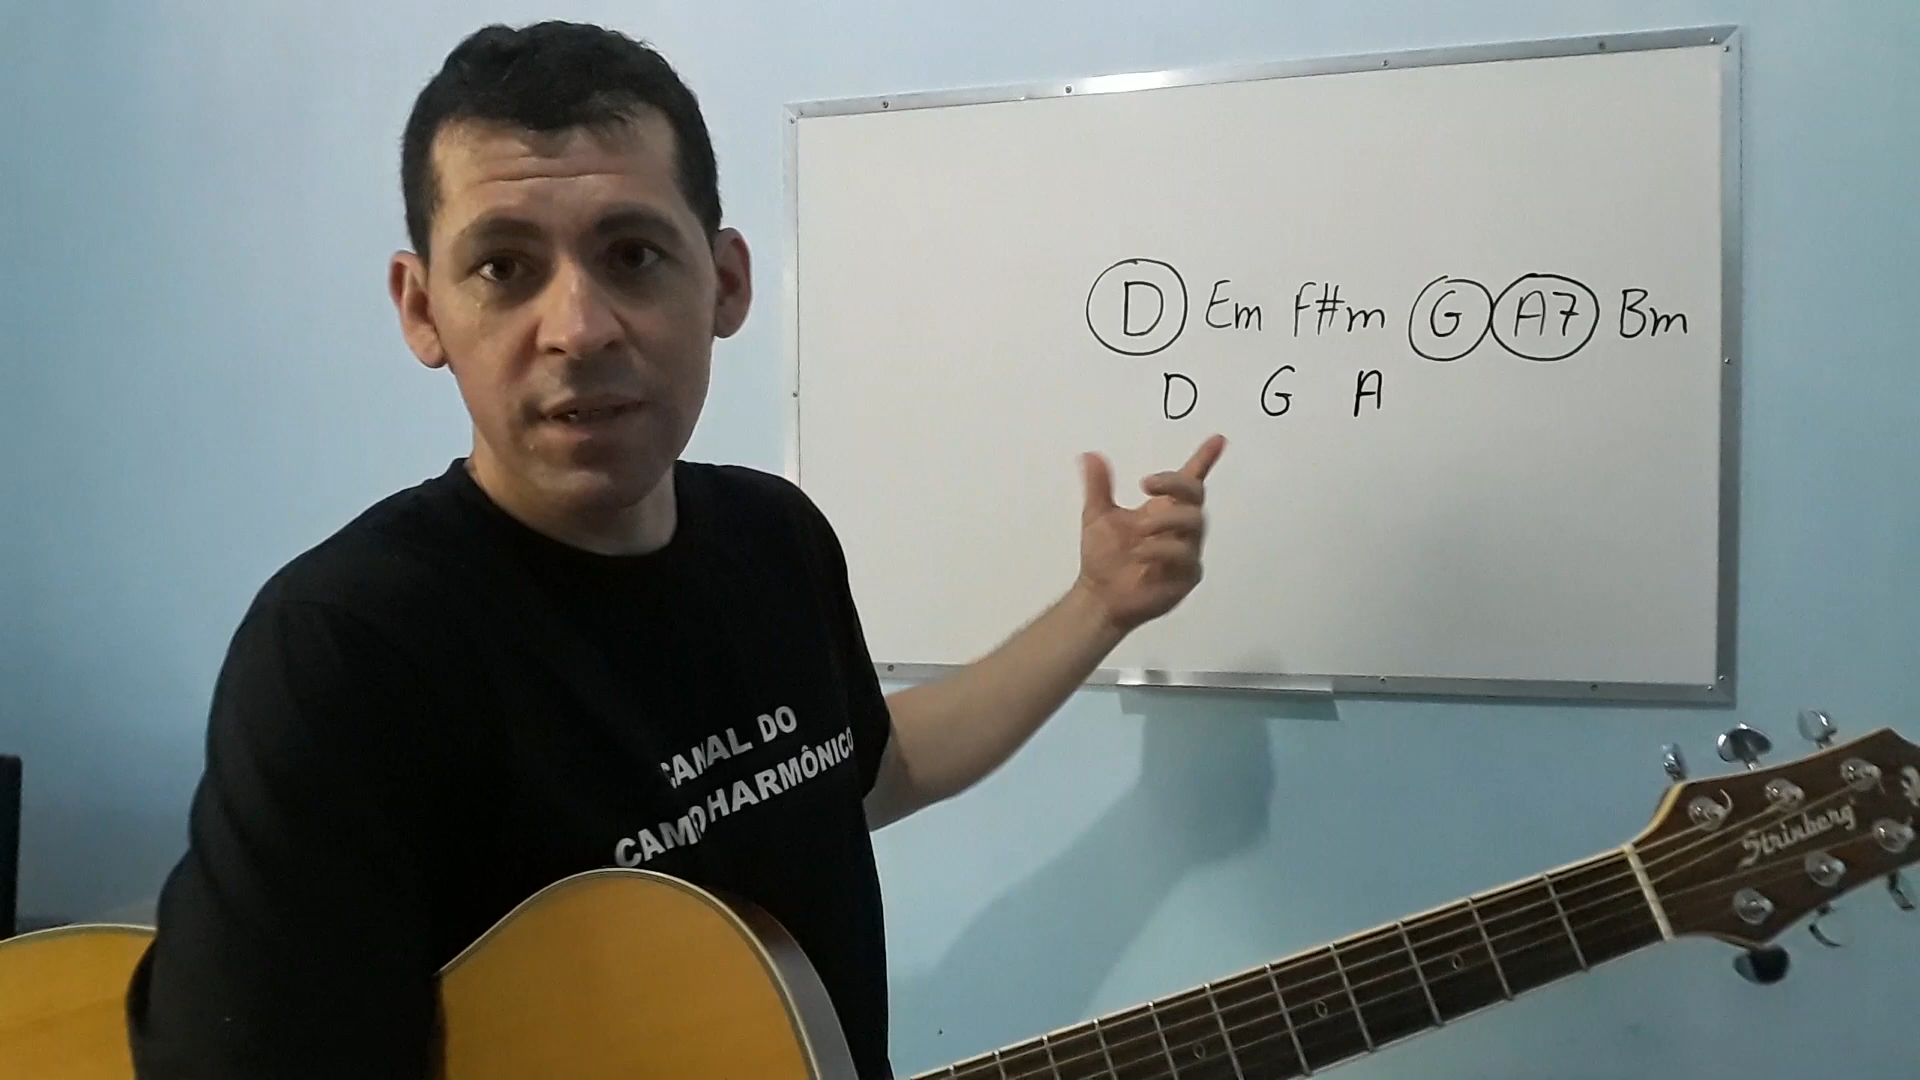 D Em F#m G A7 Bm
D G A
CANAL DO
CAMPO HARMÔNICO
Strinberg